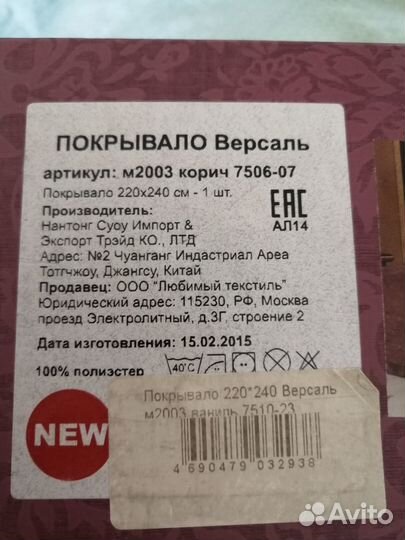 ПОКРЫВАЛО Версаль
артикул: м2003 корич 7506-07
Покрывало 220х240 см - 1 шт.
Производитель:
Нантонг Суоу Импорт &
Экспорт Трэйд КО., ЛТД
ЕАС
АЛ14
Адрес: №2 Чуанганг Индастриал Ареа
Тотгчжоу, Джангсу, Китай
Продавец: ООО "Любимый текстиль"
Юридический адрес: 115230, РФ, Москва
проезд Электролитный, д.3Г, строение 2
Дата изготовления: 15.02.2015
100% полиэстер
40°C
NEW
Покрывало 220*240 Версаль
м2003 ваниль 7510-23
4 690479 032938
Avito